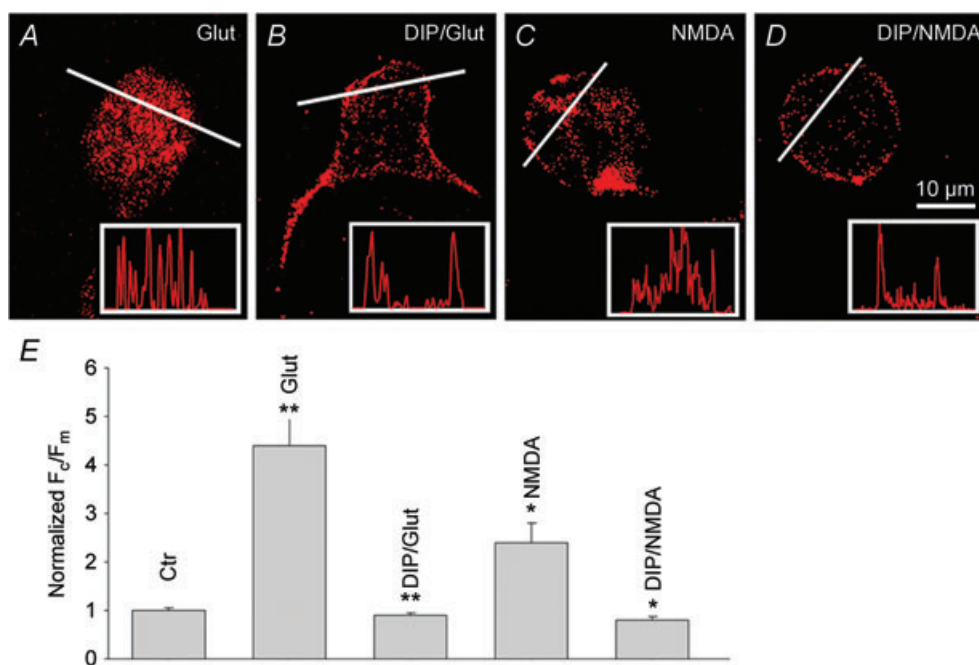 A Glut
B DIP/Glut
C NMDA
D DIP/NMDA
10 µm
E
Normalized Fc/Fm
6
5
4
3
2
1
0
Ctr
** Glut
**DIP/Glut
* NMDA
* DIP/NMDA